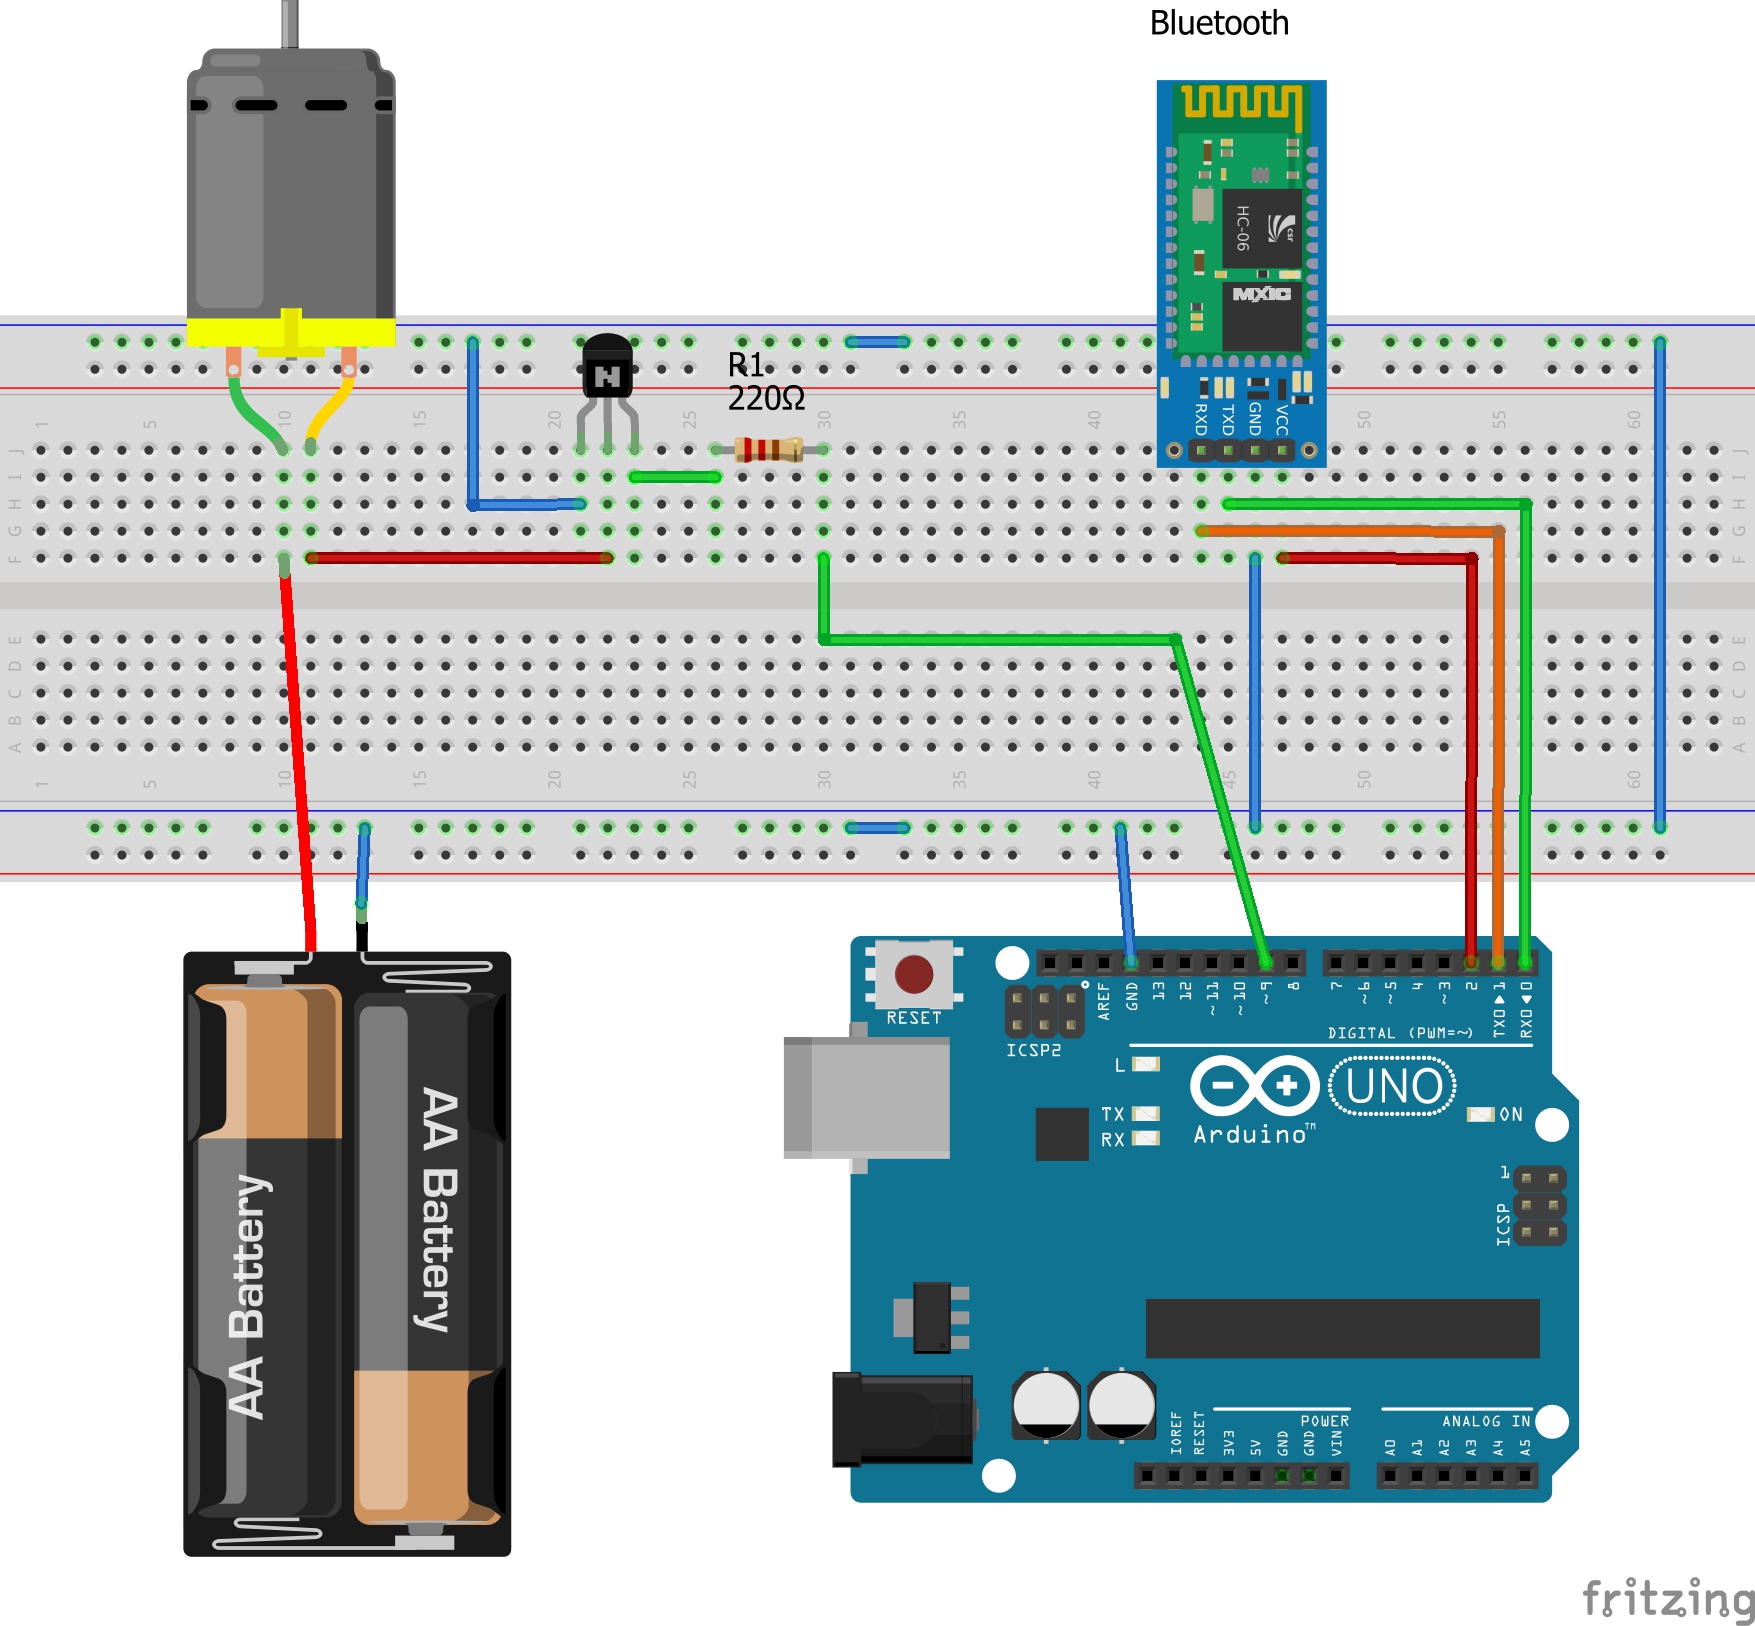 Bluetooth
HC-06
csr
MXIC
RXD
TXD
GND
VCC
R1
220Ω
1
5
10
15
20
25
30
35
40
45
50
55
60
J
I
H
G
F
E
D
C
B
A
J
I
H
G
F
E
D
C
B
A
1
5
10
15
20
25
30
35
40
45
50
60
AA Battery
AA Battery
RESET
ICSP2
AREF
GND
13
12
~11
~10
~9
8
7
~6
~5
4
~3
2
TX0▶1
RX0◀0
DIGITAL (PWM=~)
L
TX
RX
UNO
ON
Arduino™
1
ICSP
IOREF
RESET
3V3
5V
GND
GND
VIN
POWER
ANALOG IN
A0
A1
A2
A3
A4
A5
fritzing